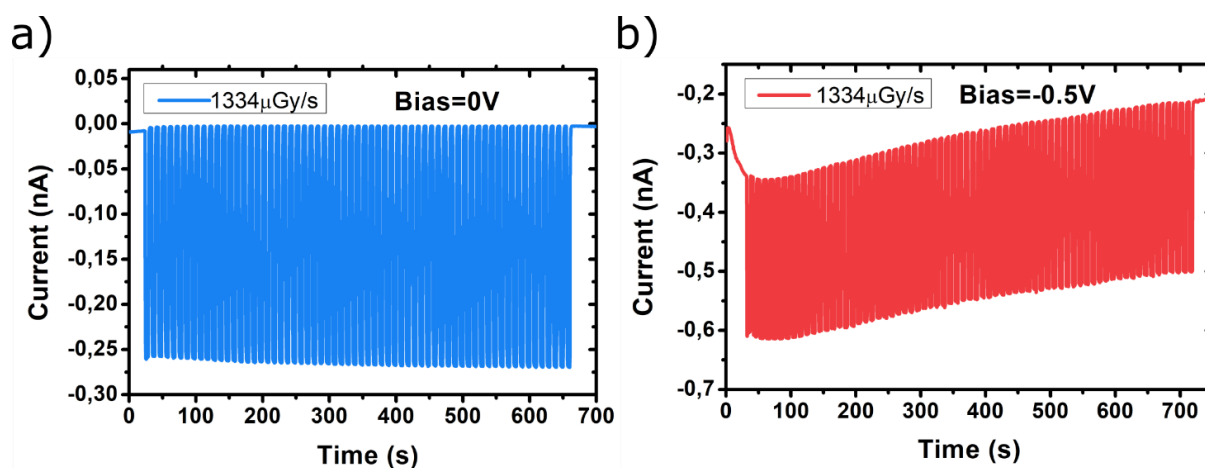 a)
1334µGy/s
Bias=0V
0,05
0,00
-0,05
-0,10
-0,15
-0,20
-0,25
-0,30
Current (nA)
0 100 200 300 400 500 600 700
Time (s)
b)
1334µGy/s
Bias=-0.5V
-0,2
-0,3
-0,4
-0,5
-0,6
-0,7
Current (nA)
0 100 200 300 400 500 600 700
Time (s)